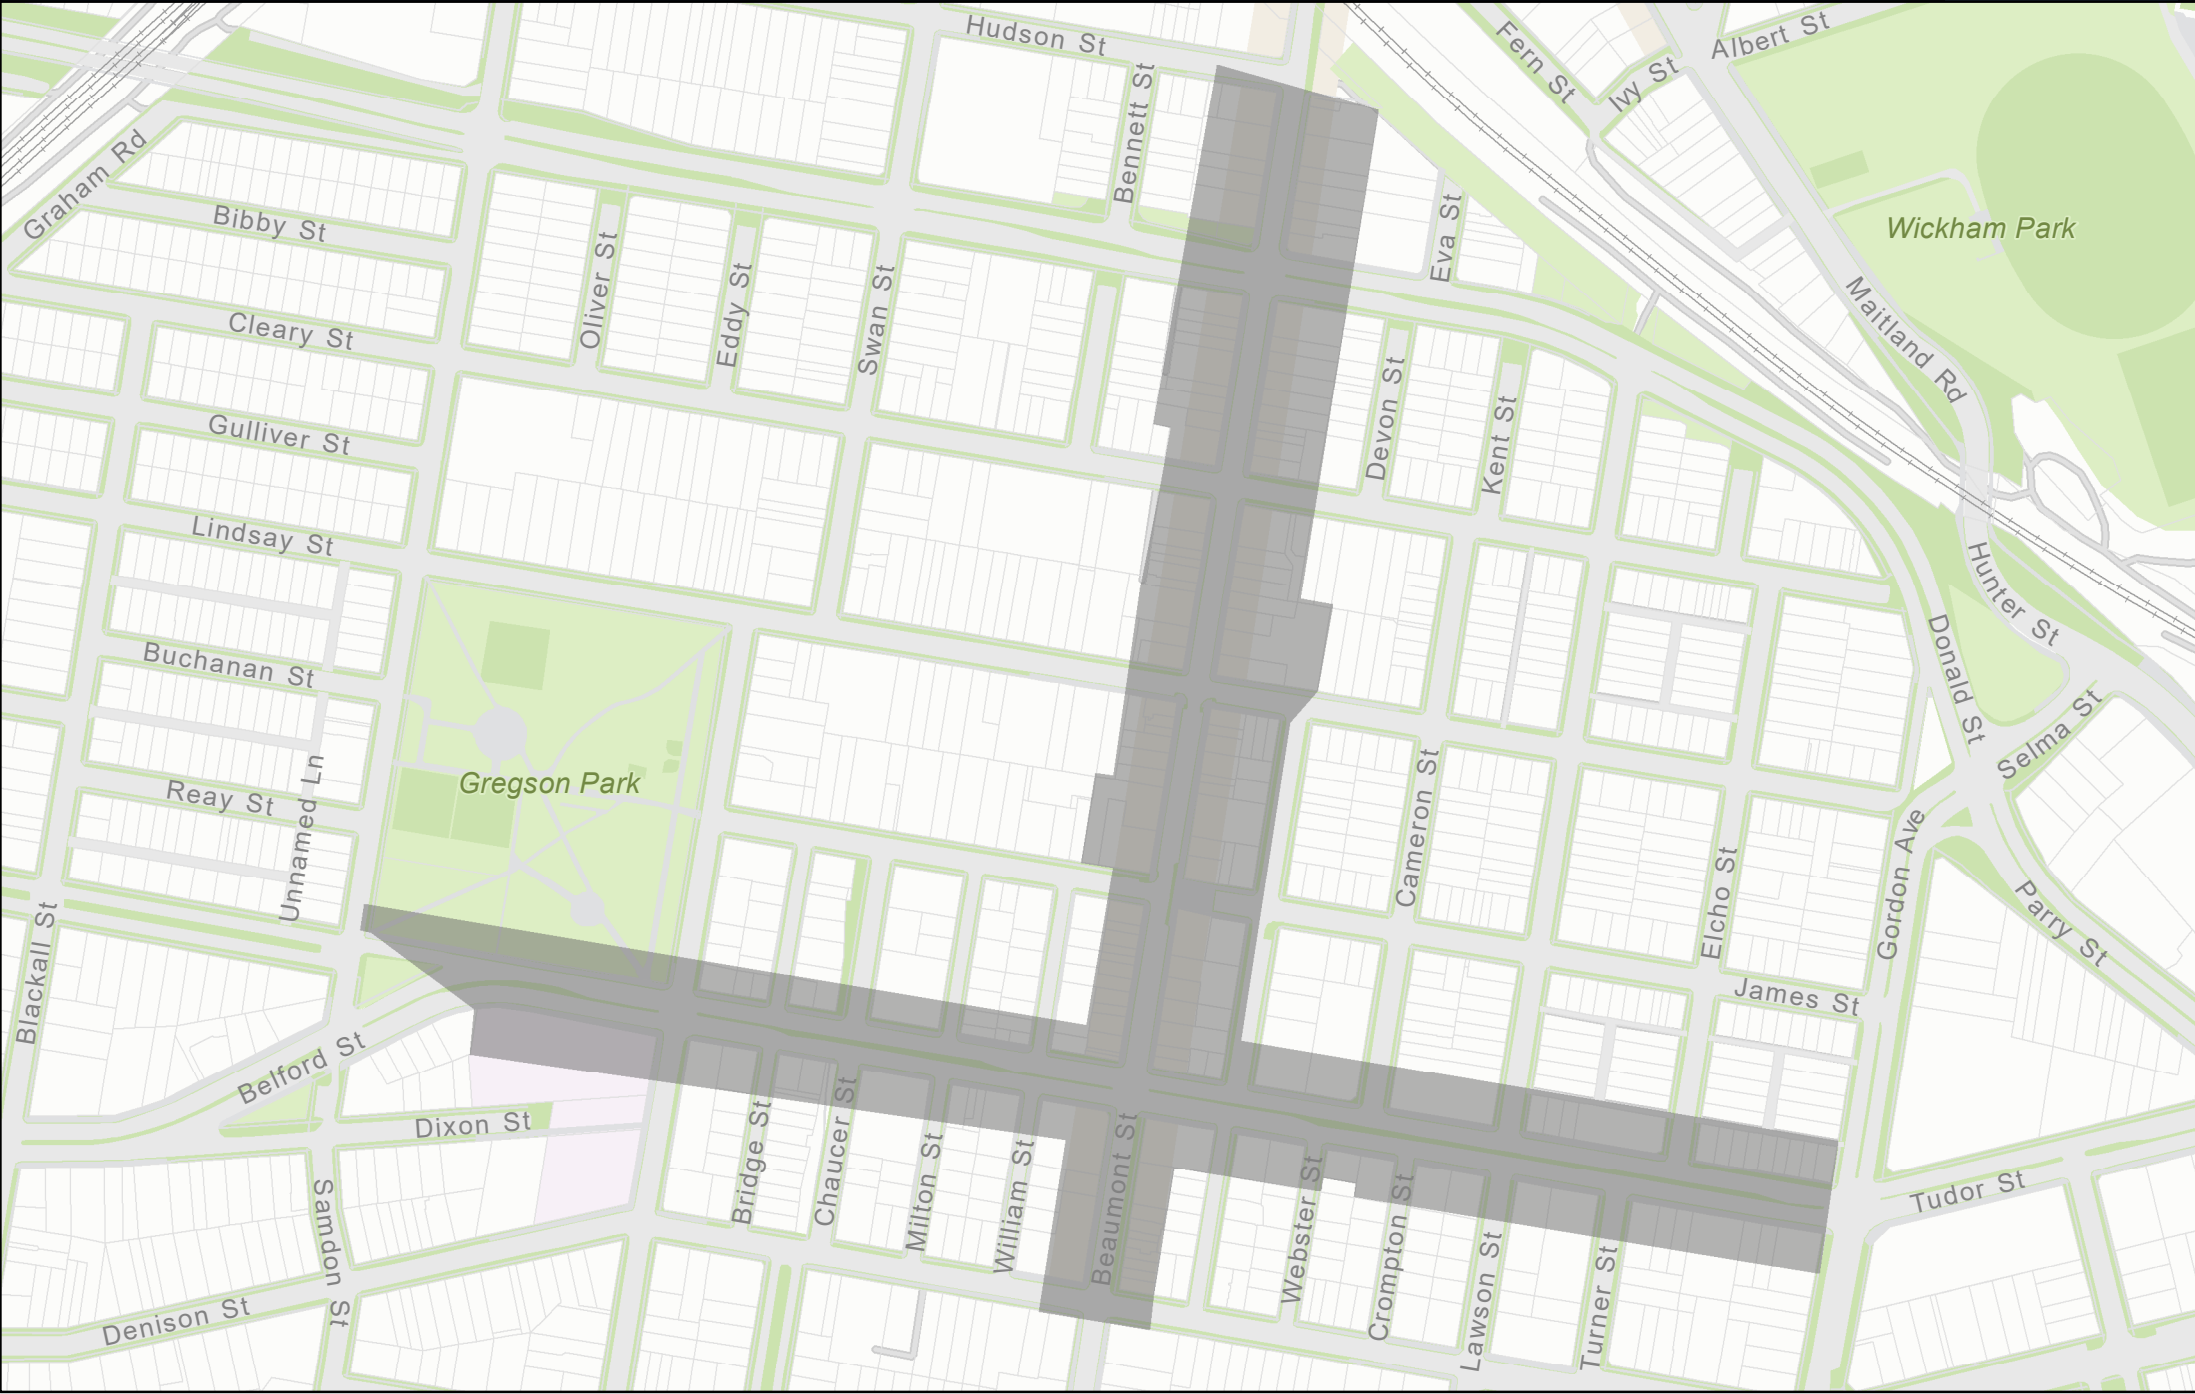 Hudson St
Fern St
Ivy St
Albert St
Bennett St
Graham Rd
Bibby St
Wickham Park
Eva St
Oliver St
Eddy St
Swan St
Cleary St
Maitland Rd
Devon St
Kent St
Gulliver St
Lindsay St
Hunter St
Buchanan St
Donald St
Selma St
Gregson Park
Reay St
Unnamed Ln
Cameron St
Elcho St
Gordon Ave
Parry St
Blackall St
James St
Belford St
Dixon St
Bridge St
Chaucer St
Milton St
William St
Beaumont St
Webster St
Crompton St
Lawson St
Turner St
Tudor St
Samdon St
Denison St